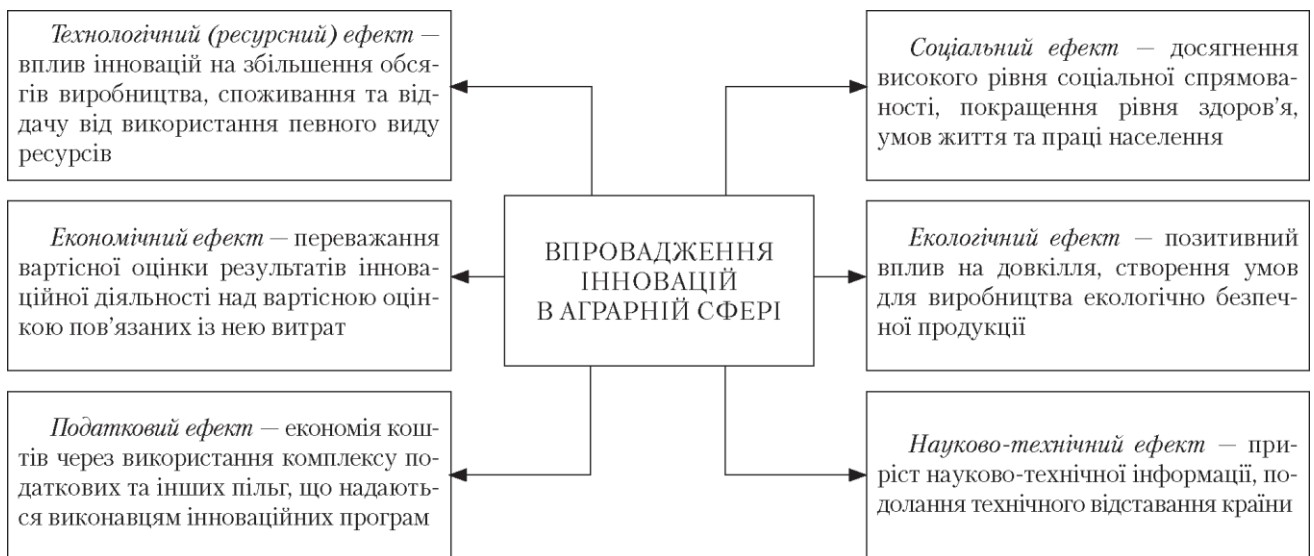 Технологічний (ресурсний) ефект —
вплив інновацій на збільшення обся-
гів виробництва, споживання та від-
дачу від використання певного виду
ресурсів
Економічний ефект — переважання
вартісної оцінки результатів іннова-
ційної діяльності над вартісною оцін-
кою пов’язаних із нею витрат
Податковий ефект — економія кош-
тів через використання комплексу по-
даткових та інших пільг, що надають-
ся виконавцям інноваційних програм
ВПРОВАДЖЕННЯ
ІННОВАЦІЙ
В АГРАРНІЙ СФЕРІ
Соціальний ефект — досягнення
високого рівня соціальної спрямова-
ності, покращення рівня здоров’я,
умов життя та праці населення
Екологічний ефект — позитивний
вплив на довкілля, створення умов
для виробництва екологічно безпеч-
ної продукції
Науково-технічний ефект — при-
ріст науково-технічної інформації, по-
долання технічного відставання країни